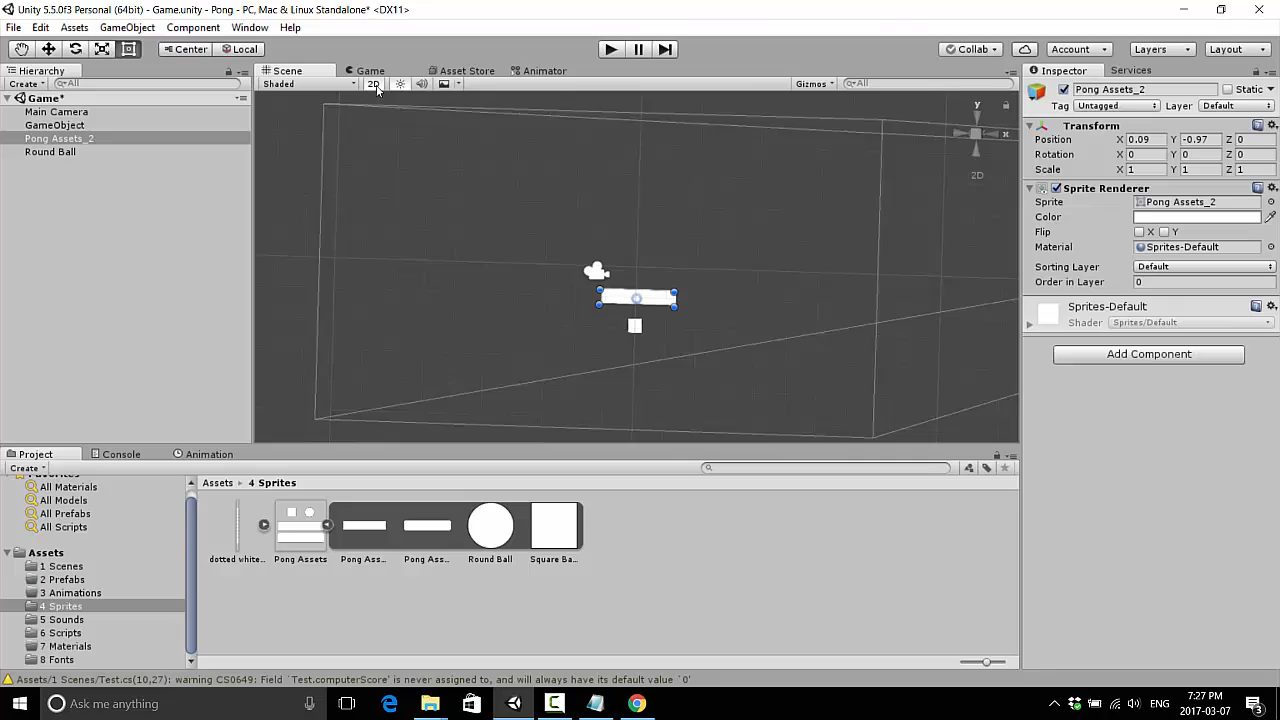 Unity 5.5.0f3 Personal (64bit) - Game.unity - Pong - PC, Mac & Linux Standalone* <DX11>
File Edit Assets GameObject Component Window Help
Center Local Collab Account Layers Layout
Hierarchy Scene Game Asset Store Animator Inspector Services
Create All Shaded 2D Gizmos All Pong Assets_2 Static
Game*
Main Camera
GameObject
Pong Assets_2
Round Ball
y
x
2D
Tag Untagged Layer Default
Transform
Position X 0.09 Y -0.97 Z 0
Rotation X 0 Y 0 Z 0
Scale X 1 Y 1 Z 1
Sprite Renderer
Sprite Pong Assets_2
Color
Flip X Y
Material Sprites-Default
Sorting Layer Default
Order in Layer 0
Sprites-Default
Shader Sprites/Default
Add Component
Project Console Animation
Create
Favorites
All Materials
All Models
All Prefabs
All Scripts
Assets
1 Scenes
2 Prefabs
3 Animations
4 Sprites
5 Sounds
6 Scripts
7 Materials
8 Fonts
Assets 4 Sprites
dotted white... Pong Assets Pong Ass... Pong Ass... Round Ball Square Ba...
Assets/1 Scenes/Test.cs(10,27): warning CS0649: Field `Test.computerScore' is never assigned to, and will always have its default value `0'
Ask me anything
ENG
7:27 PM
2017-03-07